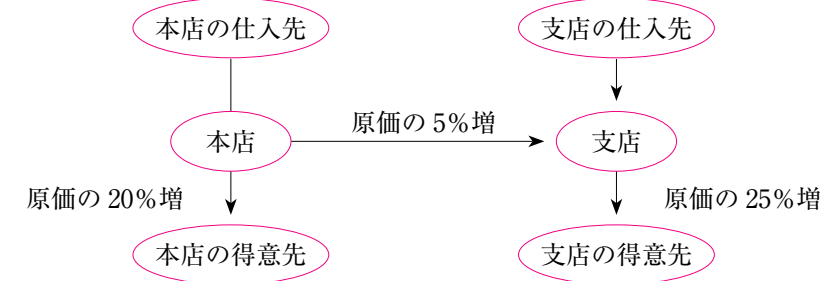 本店の仕入先
支店の仕入先
原価の 5%増
本店
支店
原価の 20%増
原価の 25%増
本店の得意先
支店の得意先